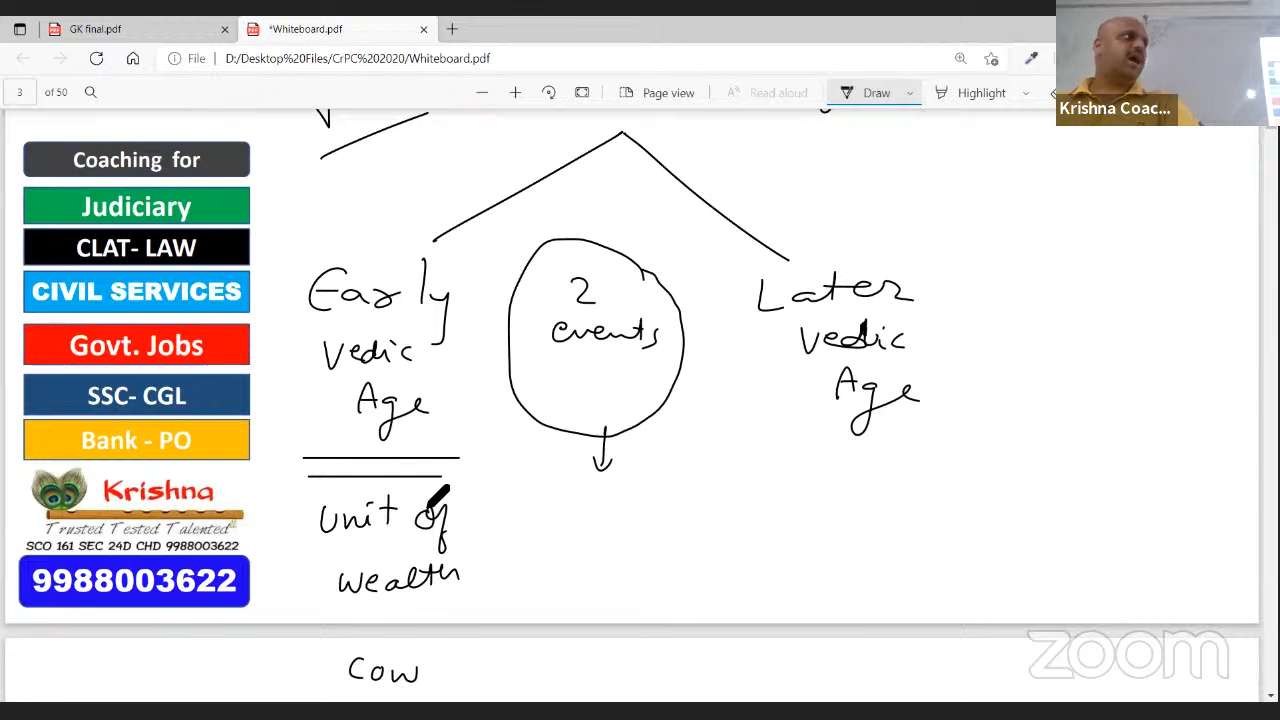 GK final.pdf
*Whiteboard.pdf
File D:/Desktop%20Files/CrPC%202020/Whiteboard.pdf
3 of 50
Page view
Read aloud
Draw
Highlight
Krishna Coac...
Coaching for
Judiciary
CLAT- LAW
CIVIL SERVICES
Govt. Jobs
SSC- CGL
Bank - PO
Krishna
Trusted Tested Talented
SCO 161 SEC 24D CHD 9988003622
9988003622
Early
Vedic
Age
2
events
Later
Vedic
Age
Unit of
Wealth
Cow
zoom